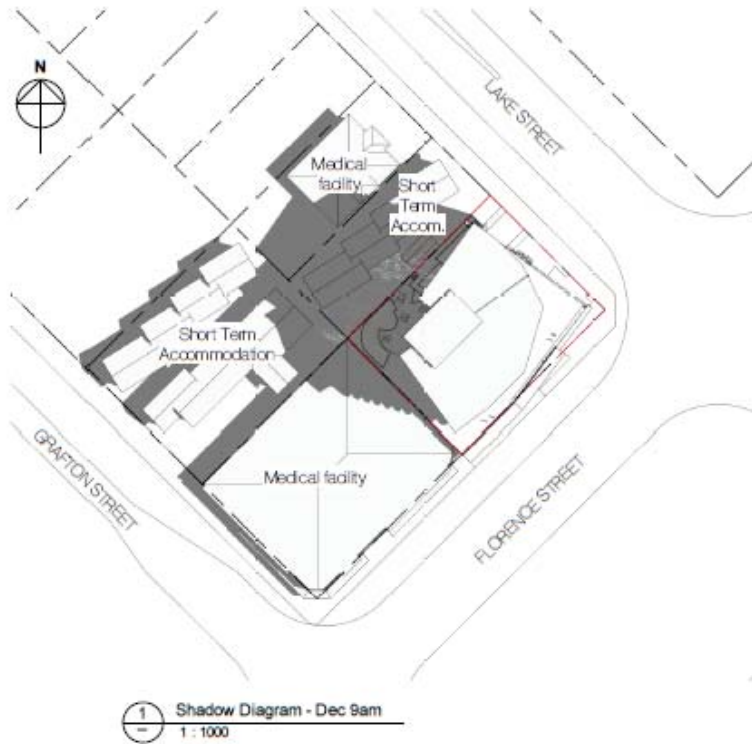 N
LAKE STREET
Medical
facility
Short
Term
Accom.
Short Term
Accommodation
GRAFTON STREET
Medical facility
FLORENCE STREET
1
Shadow Diagram - Dec 9am
1 : 1000